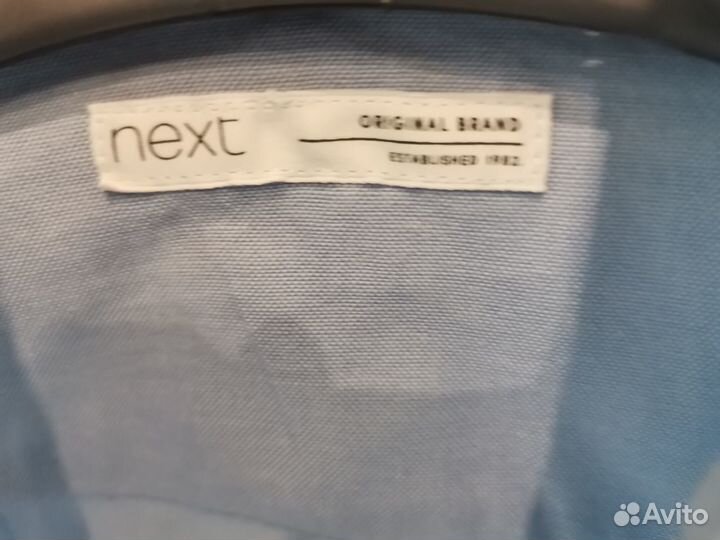 next
ORIGINAL BRAND
ESTABLISHED 1982
Avito